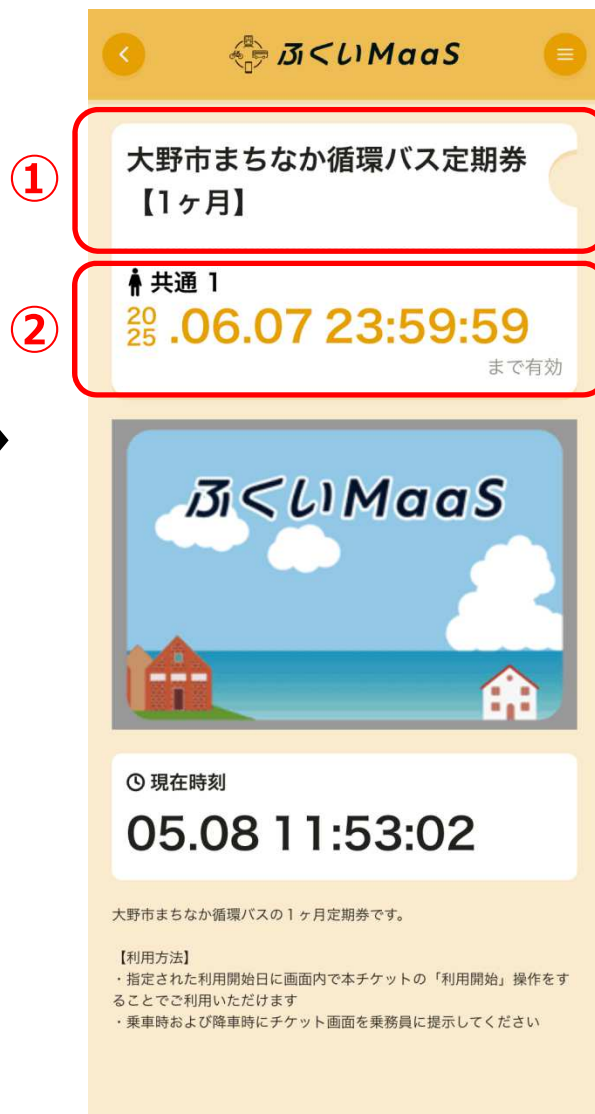 ふくいMaaS
①
大野市まちなか循環バス定期券
【1ヶ月】
②
共通 1
2025.06.07 23:59:59
まで有効
ふくいMaaS
現在時刻
05.08 11:53:02
大野市まちなか循環バスの1ヶ月定期券です。
【利用方法】
・指定された利用開始日に画面内で本チケットの「利用開始」操作をす
ることでご利用いただけます
・乗車時および降車時にチケット画面を乗務員に提示してください